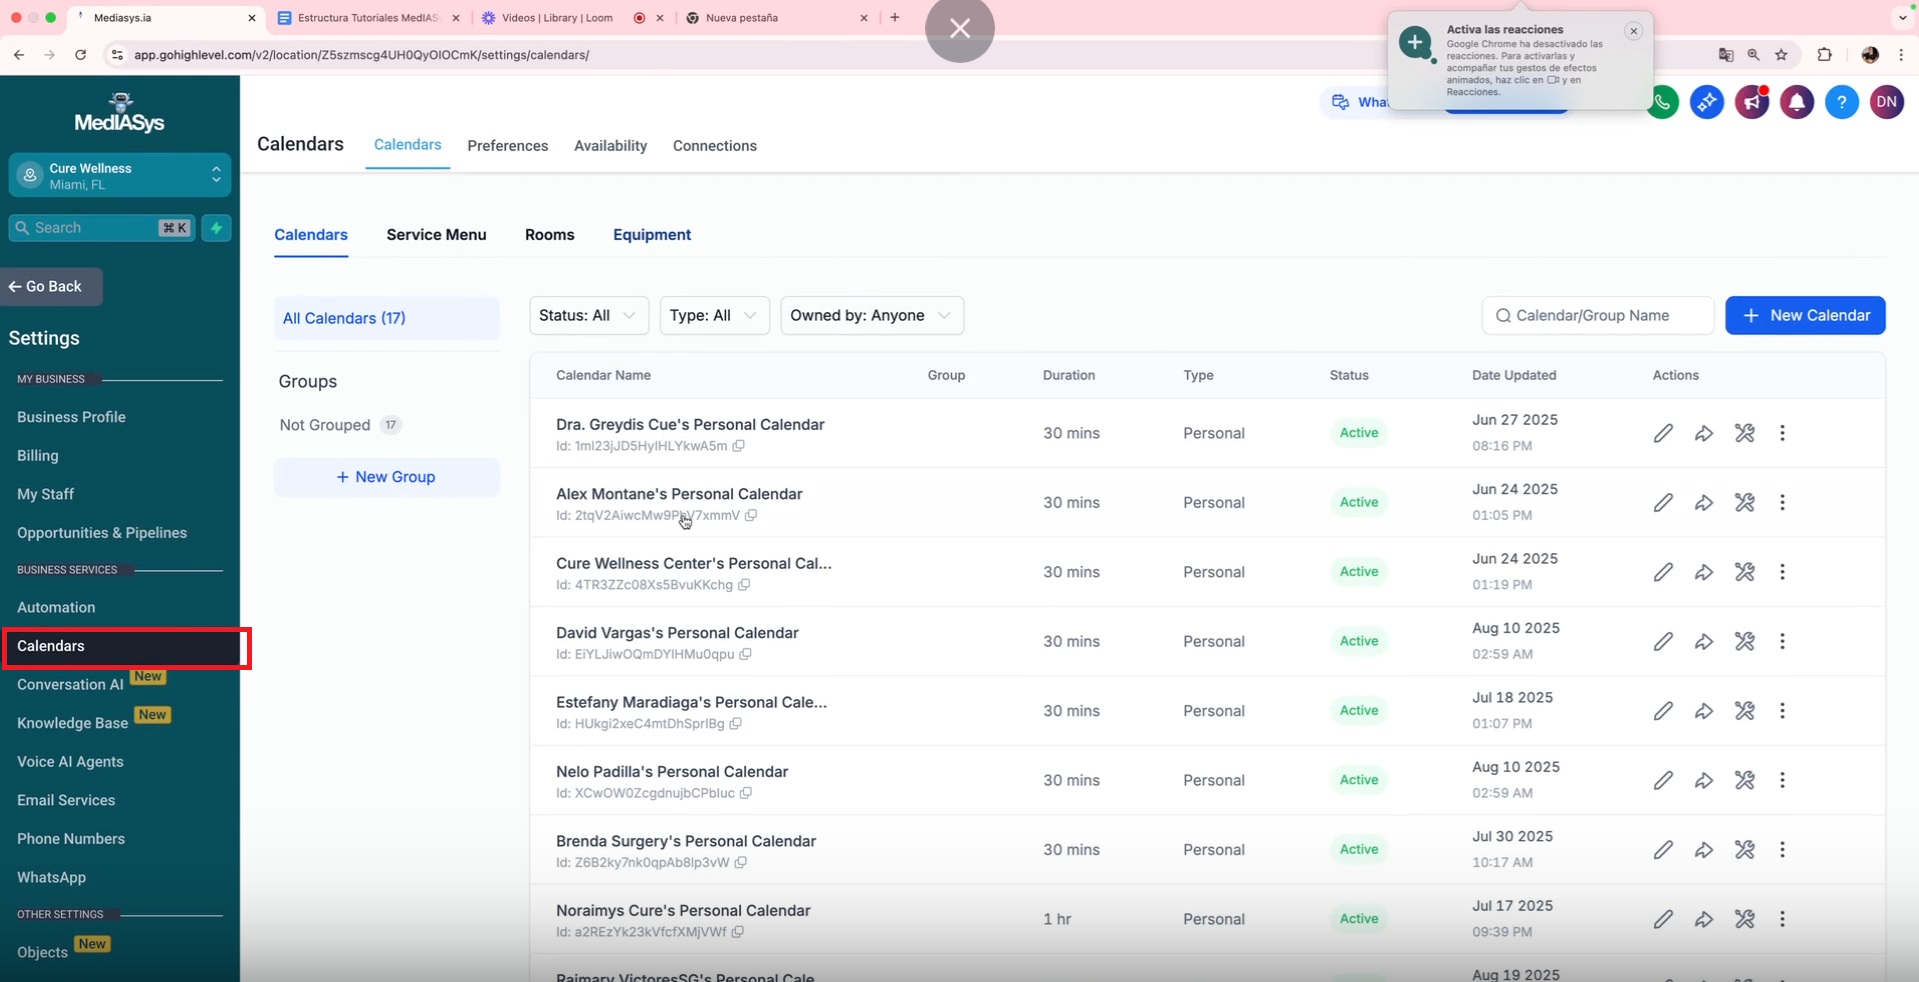 Mediasys.ia
Estructura Tutoriales MedIAS
Videos | Library | Loom
Nueva pestaña
app.gohighlevel.com/v2/location/Z5szmscg4UH0QyOIOCmK/settings/calendars/
Activa las reacciones
Google Chrome ha desactivado las
reacciones. Para activarlas y
acompañar tus gestos de efectos
animados, haz clic en y en
Reacciones.
MedIASys
Cure Wellness
Miami, FL
Search ⌘ K
Go Back
Settings
MY BUSINESS
Business Profile
Billing
My Staff
Opportunities & Pipelines
BUSINESS SERVICES
Automation
Calendars
Conversation AI New
Knowledge Base New
Voice AI Agents
Email Services
Phone Numbers
WhatsApp
OTHER SETTINGS
Objects New
DN
Calendars
Calendars Preferences Availability Connections
Calendars Service Menu Rooms Equipment
All Calendars (17)
Groups
Not Grouped 17
+ New Group
Status: All Type: All Owned by: Anyone
Calendar/Group Name
+ New Calendar
Calendar Name Group Duration Type Status Date Updated Actions
Dra. Greydis Cue's Personal Calendar 30 mins Personal Active Jun 27 2025
Id: 1ml23jJD5HyIHLYkwA5m 08:16 PM
Alex Montane's Personal Calendar 30 mins Personal Active Jun 24 2025
Id: 01:05 PM
Cure Wellness Center's Personal Cal... 30 mins Personal Active Jun 24 2025
Id: 4TR3ZZc08Xs5BvuKKchg 01:19 PM
David Vargas's Personal Calendar 30 mins Personal Active Aug 10 2025
Id: EiYLJiwOQmDYIHMu0qpu 02:59 AM
Estefany Maradiaga's Personal Cale... 30 mins Personal Active Jul 18 2025
Id: HUkgi2xeC4mtDhSprIBg 01:07 PM
Nelo Padilla's Personal Calendar 30 mins Personal Active Aug 10 2025
Id: XCwOW0ZcgdnujbCPbluc 02:59 AM
Brenda Surgery's Personal Calendar 30 mins Personal Active Jul 30 2025
Id: Z6B2ky7nk0qpAb8lp3vW 10:17 AM
Noraimys Cure's Personal Calendar 1 hr Personal Active Jul 17 2025
Id: a2REzYk23kVfcfXMjVWf 09:39 PM
Raimary VictoresSG's Personal Cale Aug 19 2025